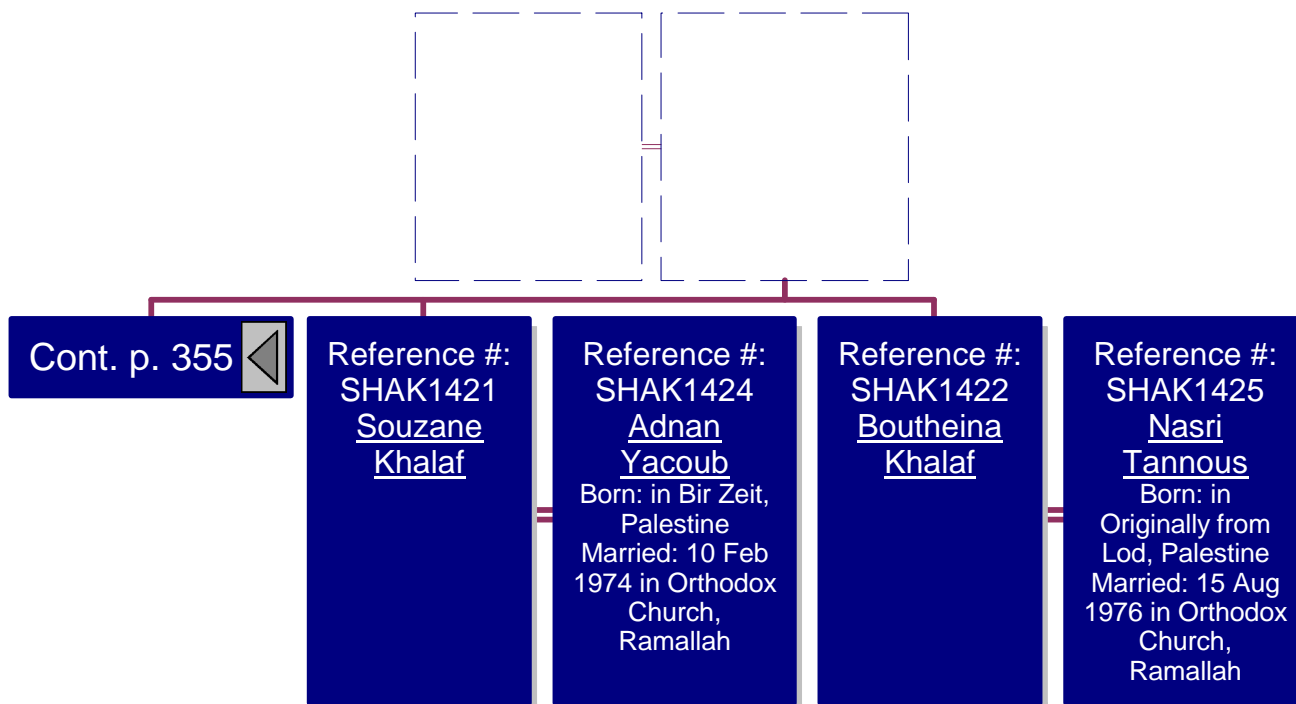 Cont. p. 355
Reference #:
SHAK1421
Souzane
Khalaf
Reference #:
SHAK1424
Adnan
Yacoub
Born: in Bir Zeit,
Palestine
Married: 10 Feb
1974 in Orthodox
Church,
Ramallah
Reference #:
SHAK1422
Boutheina
Khalaf
Reference #:
SHAK1425
Nasri
Tannous
Born: in
Originally from
Lod, Palestine
Married: 15 Aug
1976 in Orthodox
Church,
Ramallah